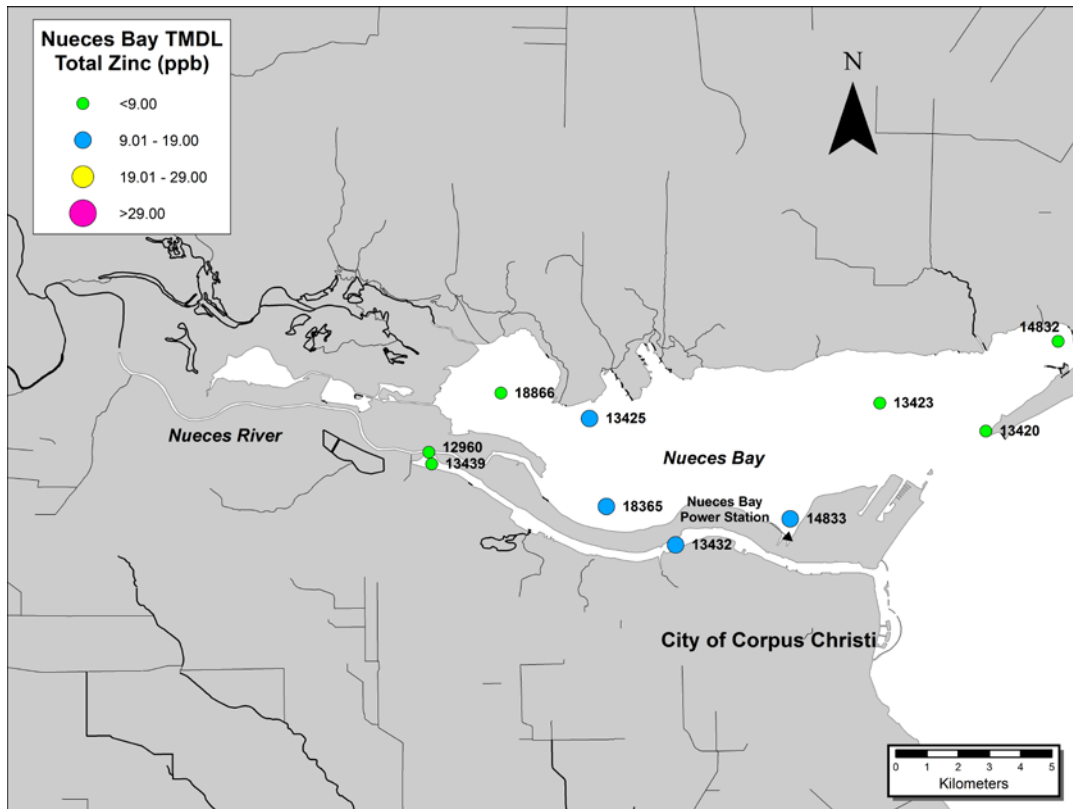 Nueces Bay TMDL
Total Zinc (ppb)
<9.00
9.01 - 19.00
19.01 - 29.00
>29.00
N
14832
18866
13423
13425
13420
Nueces River
12960
13439
Nueces Bay
18365
Nueces Bay
Power Station
14833
13432
City of Corpus Christi
0 1 2 3 4 5
Kilometers